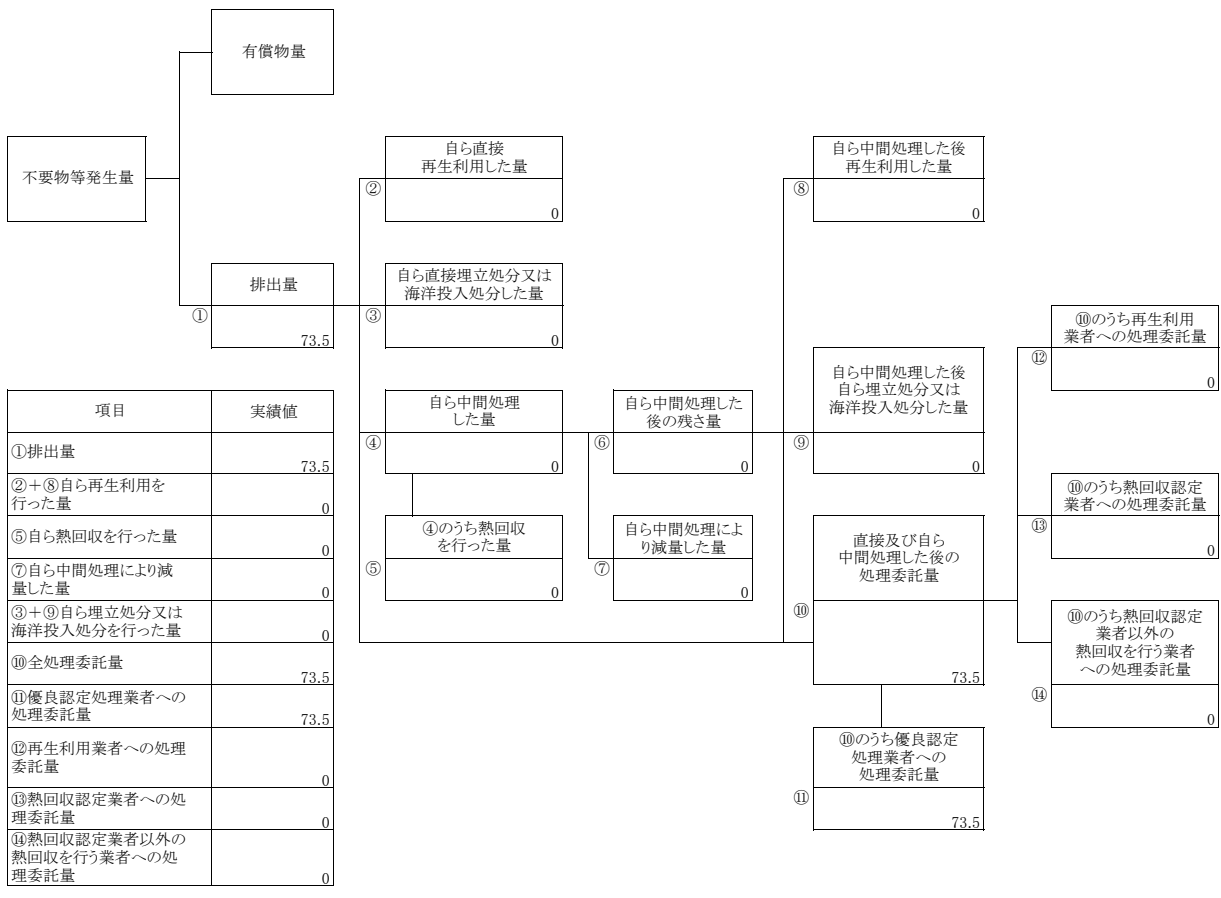 有償物量
不要物等発生量
排出量
①
73.5
自ら直接
再生利用した量
②
0
自ら直接埋立処分又は
海洋投入処分した量
③
0
自ら中間処理
した量
④
0
④のうち熱回収
を行った量
⑤
0
自ら中間処理した
後の残さ量
⑥
0
自ら中間処理によ
り減量した量
⑦
0
自ら中間処理した後
再生利用した量
⑧
0
自ら中間処理した後
自ら埋立処分又は
海洋投入処分した量
⑨
0
直接及び自ら
中間処理した後の
処理委託量
⑩
73.5
⑩のうち優良認定
処理業者への
処理委託量
⑪
73.5
⑩のうち再生利用
業者への処理委託量
⑫
0
⑩のうち熱回収認定
業者への処理委託量
⑬
0
⑩のうち熱回収認定
業者以外の
熱回収を行う業者
への処理委託量
⑭
0
項目
実績値
①排出量
73.5
②+⑧自ら再生利用を
行った量
0
⑤自ら熱回収を行った量
0
⑦自ら中間処理により減
量した量
0
③+⑨自ら埋立処分又は
海洋投入処分を行った量
0
⑩全処理委託量
73.5
⑪優良認定処理業者への
処理委託量
73.5
⑫再生利用業者への処理
委託量
0
⑬熱回収認定業者への処
理委託量
0
⑭熱回収認定業者以外の
熱回収を行う業者への処
理委託量
0